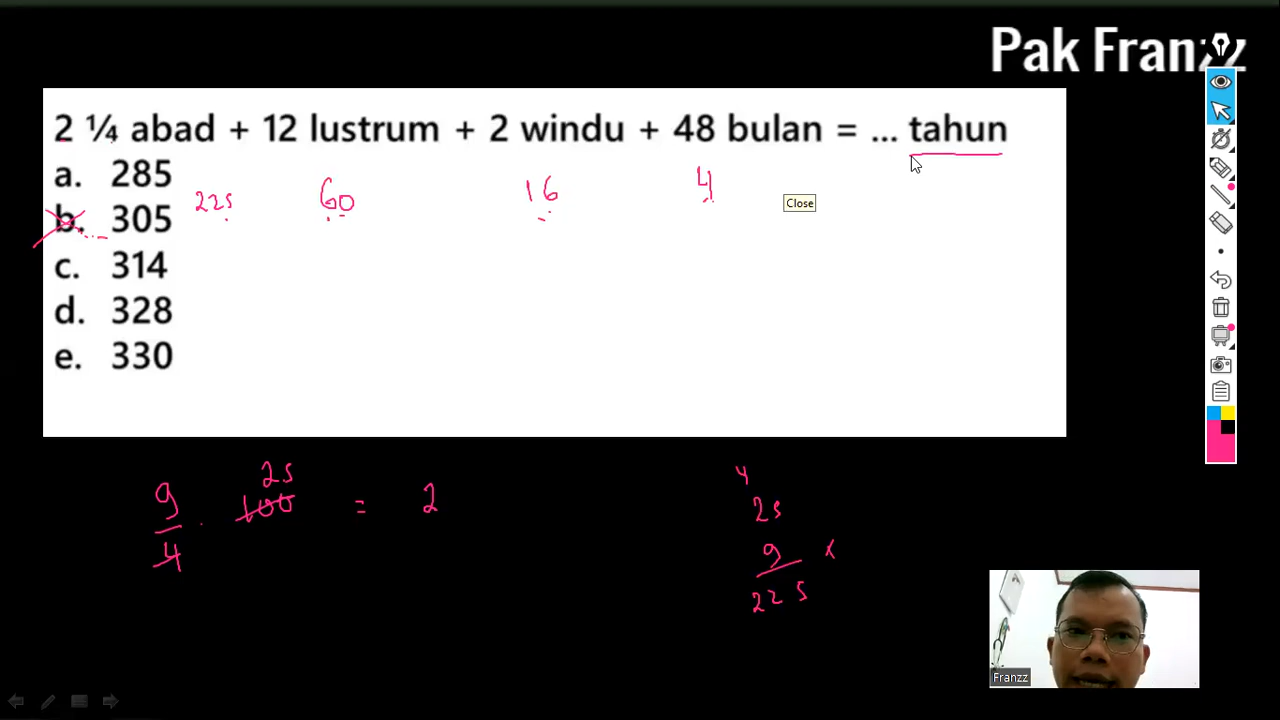 Pak Franzz
2 ¼ abad + 12 lustrum + 2 windu + 48 bulan = ... tahun
a. 285
225 60 16 4
Close
b. 305
c. 314
d. 328
e. 330
9/4 . 100 25 = 2
4
25
9 x
225
Franzz